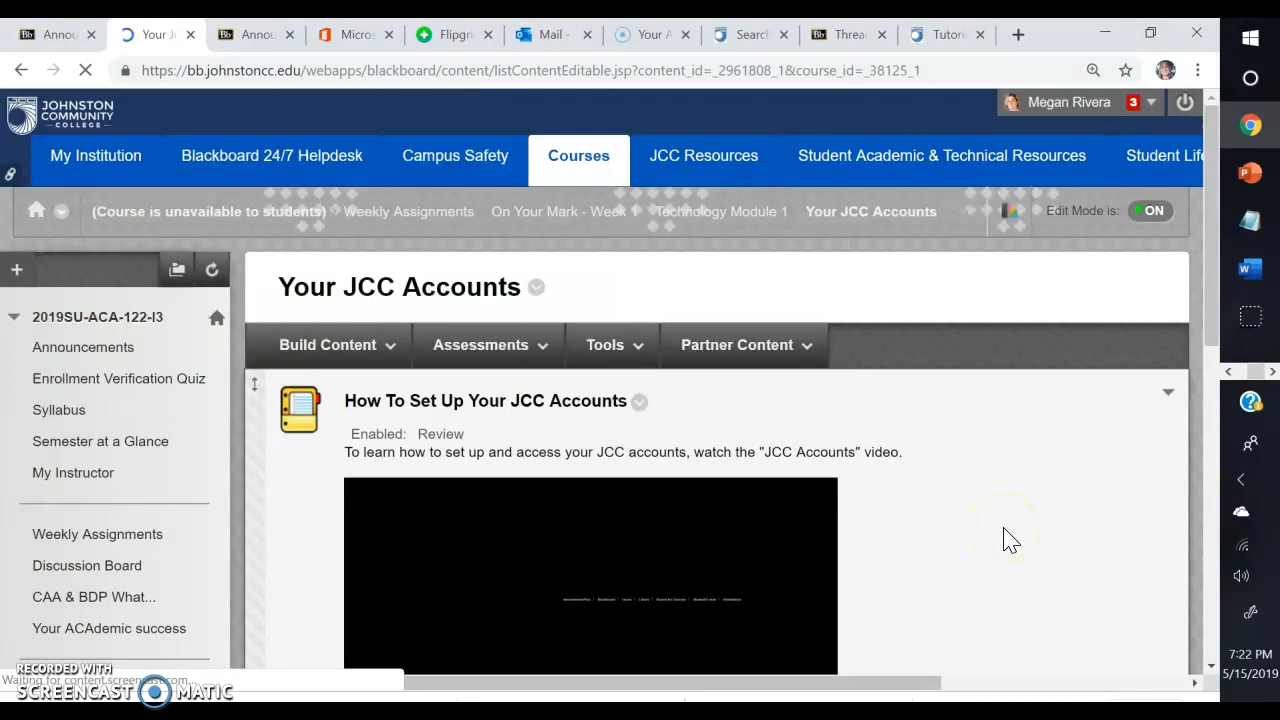 Annou
Your J
Annou
Micros
Flipgri
Mail -
Your A
Search
Threa
Tutori
https://bb.johnstoncc.edu/webapps/blackboard/content/listContentEditable.jsp?content_id=_2961808_1&course_id=_38125_1
JOHNSTON
COMMUNITY
COLLEGE
Megan Rivera 3
My Institution Blackboard 24/7 Helpdesk Campus Safety Courses JCC Resources Student Academic & Technical Resources Student Life
(Course is unavailable to students) Weekly Assignments On Your Mark - Week 1 Technology Module 1 Your JCC Accounts Edit Mode is: ON
2019SU-ACA-122-I3
Announcements
Enrollment Verification Quiz
Syllabus
Semester at a Glance
My Instructor
Weekly Assignments
Discussion Board
CAA & BDP What...
Your ACAdemic success
Your JCC Accounts
Build Content Assessments Tools Partner Content
How To Set Up Your JCC Accounts
Enabled: Review
To learn how to set up and access your JCC accounts, watch the "JCC Accounts" video.
Waiting for content.screencast.com...
RECORDED WITH
SCREENCAST MATIC
7:22 PM
5/15/2019